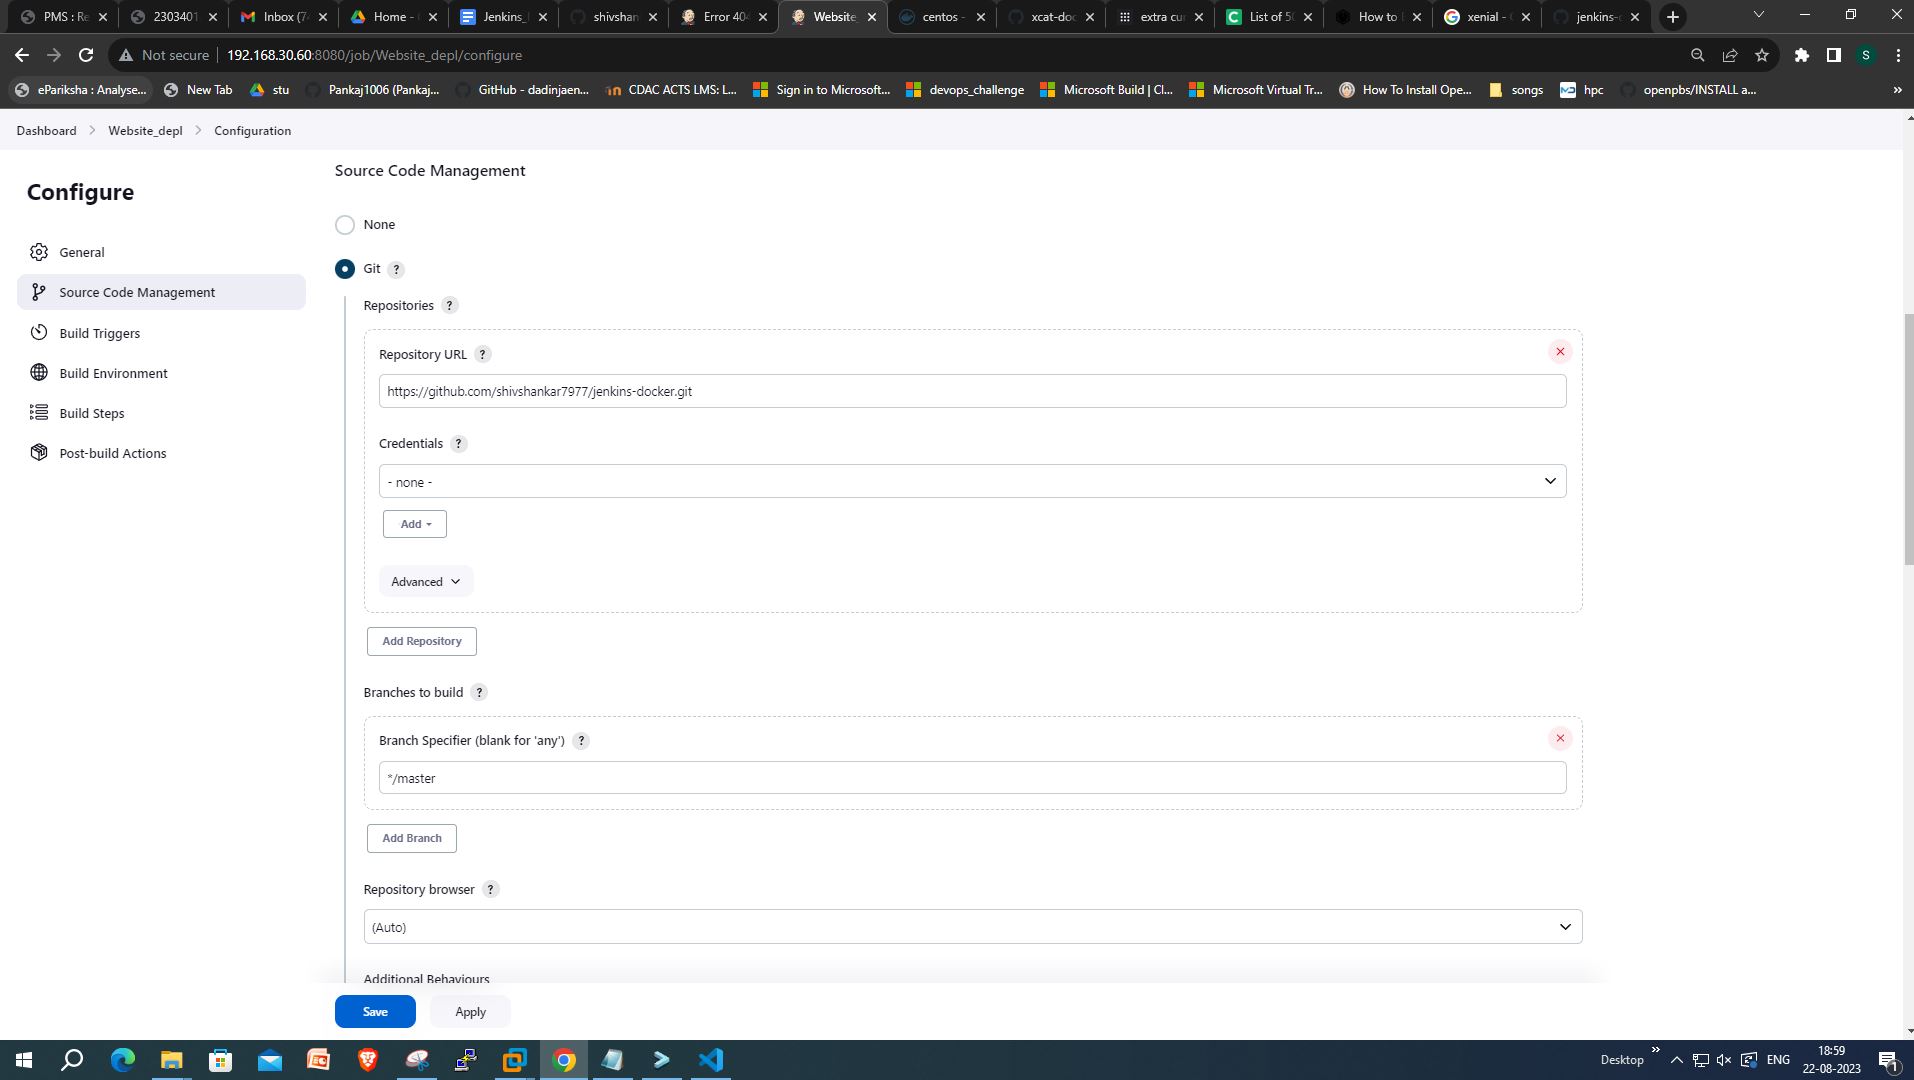 PMS : Re
2303401
Inbox (74
Home - G
Jenkins_
shivshan
Error 404
Website_
centos -
xcat-doc
extra cur
List of 50
How to
xenial - G
jenkins-d
Not secure
192.168.30.60:8080/job/Website_depl/configure
S
ePariksha : Analyse...
New Tab
stu
Pankaj1006 (Pankaj...
GitHub - dadinjaen...
CDAC ACTS LMS: L...
Sign in to Microsoft...
devops_challenge
Microsoft Build | Cl...
Microsoft Virtual Tr...
How To Install Ope...
songs
hpc
openpbs/INSTALL a...
»
Dashboard > Website_depl > Configuration
Configure
General
Source Code Management
Build Triggers
Build Environment
Build Steps
Post-build Actions
Source Code Management
None
Git ?
Repositories ?
Repository URL ?
https://github.com/shivshankar7977/jenkins-docker.git
Credentials ?
- none -
Add
Advanced
Add Repository
Branches to build ?
Branch Specifier (blank for 'any') ?
*/master
Add Branch
Repository browser ?
(Auto)
Additional Behaviours
Save
Apply
Desktop
»
ENG
18:59
22-08-2023
1